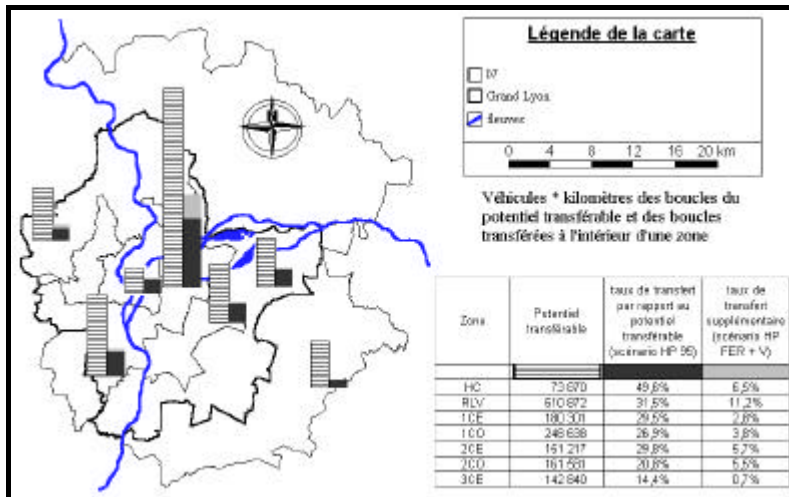 Légende de la carte
D7
Grand Lyon
fleuves
0 4 8 12 16 20 km
N
Véhicules * kilomètres des boucles du
potentiel transférable et des boucles
transférées à l'intérieur d'une zone
Zone
Potentiel
transférable
taux de transfert
par rapport au
potentiel
transférable
(scénario HP 95)
taux de
transfert
supplémentaire
(scénario HP
FER + V)
HC 73 870 49,8% 6,5%
RLV 610 872 31,5% 11,2%
1CE 180 301 29,5% 2,8%
1CO 248 638 26,9% 3,8%
2CE 151 217 29,8% 5,7%
2CO 161 581 20,8% 5,5%
3CE 142 840 14,4% 0,7%